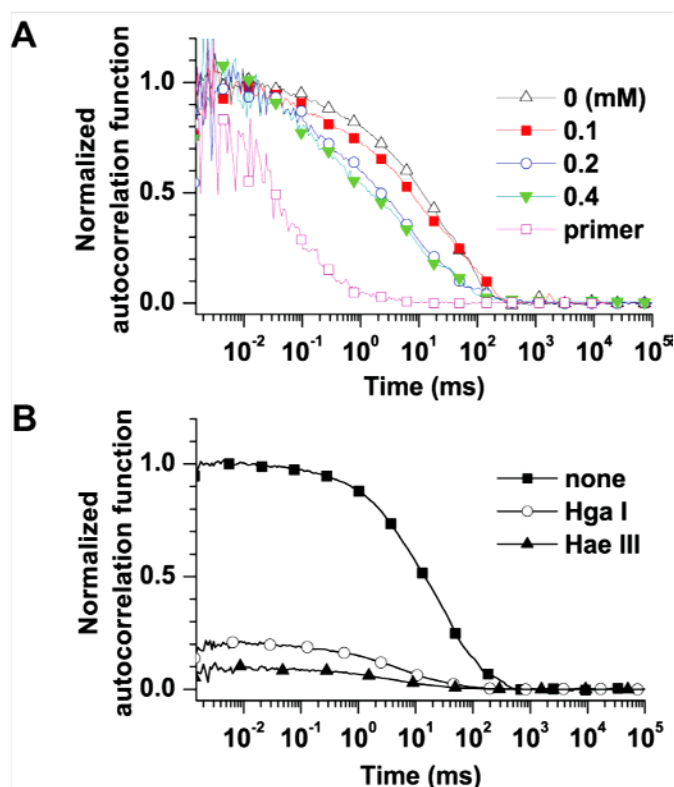 A
Normalized
autocorrelation function
1.0
0.5
0.0
0 (mM)
0.1
0.2
0.4
primer
10⁻² 10⁻¹ 10⁰ 10¹ 10² 10³ 10⁴ 10⁵⁵
Time (ms)
B
Normalized
autocorrelation function
1.0
0.5
0.0
none
Hga I
Hae III
10⁻² 10⁻¹ 10⁰ 10¹ 10² 10³ 10⁴ 10⁵
Time (ms)